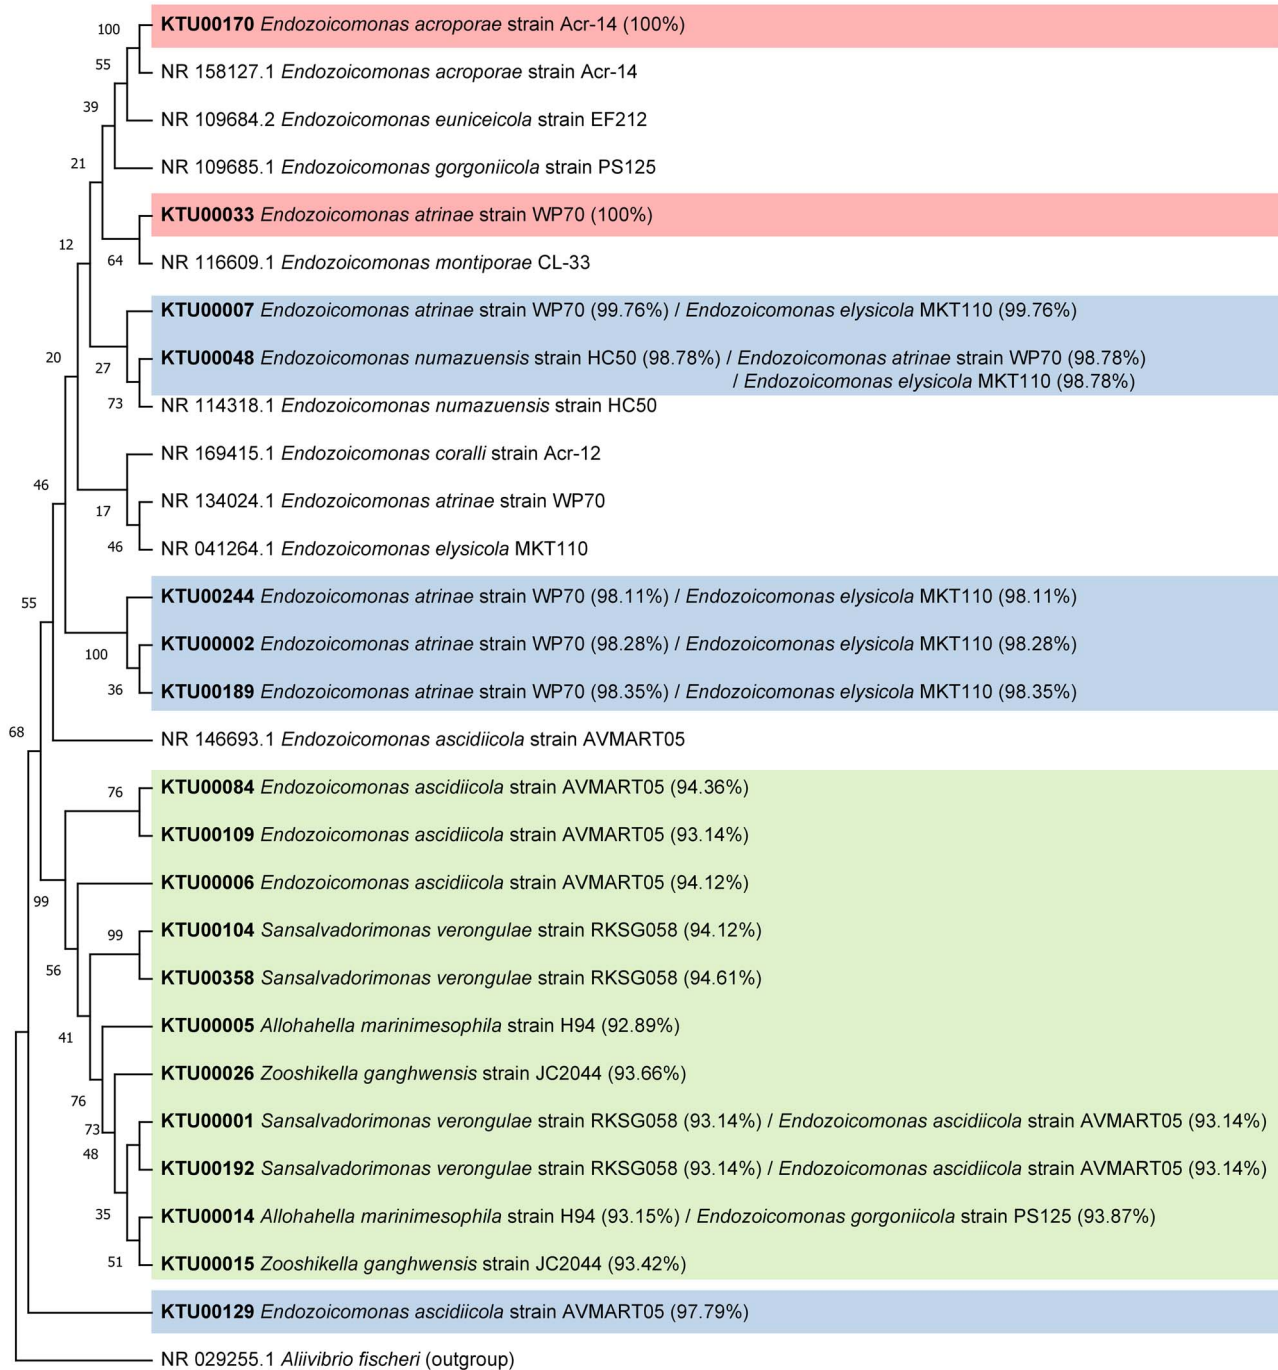 100
KTU00170 Endozoicomonas acroporae strain Acr-14 (100%)
55
NR 158127.1 Endozoicomonas acroporae strain Acr-14
39
NR 109684.2 Endozoicomonas euniceicola strain EF212
21
NR 109685.1 Endozoicomonas gorgoniicola strain PS125
KTU00033 Endozoicomonas atrinae strain WP70 (100%)
12
64
NR 116609.1 Endozoicomonas montiporae CL-33
KTU00007 Endozoicomonas atrinae strain WP70 (99.76%) / Endozoicomonas elysicola MKT110 (99.76%)
20
27
KTU00048 Endozoicomonas numazuensis strain HC50 (98.78%) / Endozoicomonas atrinae strain WP70 (98.78%)
/ Endozoicomonas elysicola MKT110 (98.78%)
73
NR 114318.1 Endozoicomonas numazuensis strain HC50
NR 169415.1 Endozoicomonas coralli strain Acr-12
46
17
NR 134024.1 Endozoicomonas atrinae strain WP70
46
NR 041264.1 Endozoicomonas elysicola MKT110
55
KTU00244 Endozoicomonas atrinae strain WP70 (98.11%) / Endozoicomonas elysicola MKT110 (98.11%)
100
KTU00002 Endozoicomonas atrinae strain WP70 (98.28%) / Endozoicomonas elysicola MKT110 (98.28%)
36
KTU00189 Endozoicomonas atrinae strain WP70 (98.35%) / Endozoicomonas elysicola MKT110 (98.35%)
68
NR 146693.1 Endozoicomonas ascidiicola strain AVMART05
76
KTU00084 Endozoicomonas ascidiicola strain AVMART05 (94.36%)
KTU00109 Endozoicomonas ascidiicola strain AVMART05 (93.14%)
99
KTU00006 Endozoicomonas ascidiicola strain AVMART05 (94.12%)
99
KTU00104 Sansalvadorimonas verongulae strain RKSG058 (94.12%)
56
KTU00358 Sansalvadorimonas verongulae strain RKSG058 (94.61%)
41
KTU00005 Allohahella marinimesophila strain H94 (92.89%)
KTU00026 Zooshikella ganghwensis strain JC2044 (93.66%)
76
73
KTU00001 Sansalvadorimonas verongulae strain RKSG058 (93.14%) / Endozoicomonas ascidiicola strain AVMART05 (93.14%)
48
KTU00192 Sansalvadorimonas verongulae strain RKSG058 (93.14%) / Endozoicomonas ascidiicola strain AVMART05 (93.14%)
35
KTU00014 Allohahella marinimesophila strain H94 (93.15%) / Endozoicomonas gorgoniicola strain PS125 (93.87%)
51
KTU00015 Zooshikella ganghwensis strain JC2044 (93.42%)
KTU00129 Endozoicomonas ascidiicola strain AVMART05 (97.79%)
NR 029255.1 Aliivibrio fischeri (outgroup)